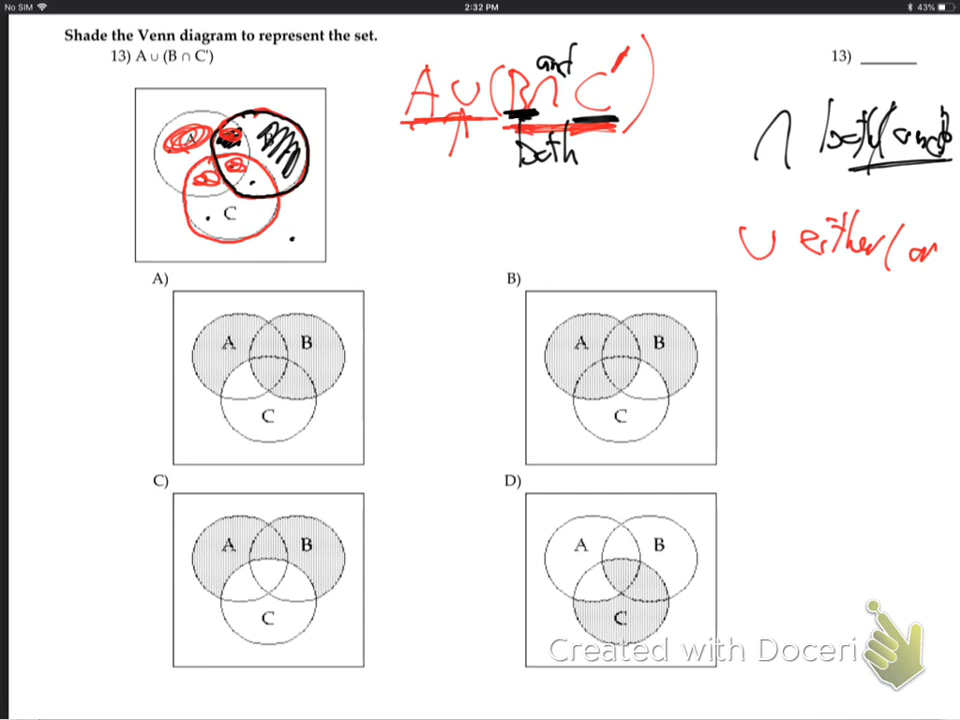 No SIM 2:32 PM 43%
Shade the Venn diagram to represent the set.
13) A ∪ (B ∩ C')
13) ______
A ∪ (B ∩ C')
and
both
∩ both/and
∪ either/or
A
B
C
A)
B)
A B
C
A B
C
C)
D)
A B
C
A B
C
Created with Doceri